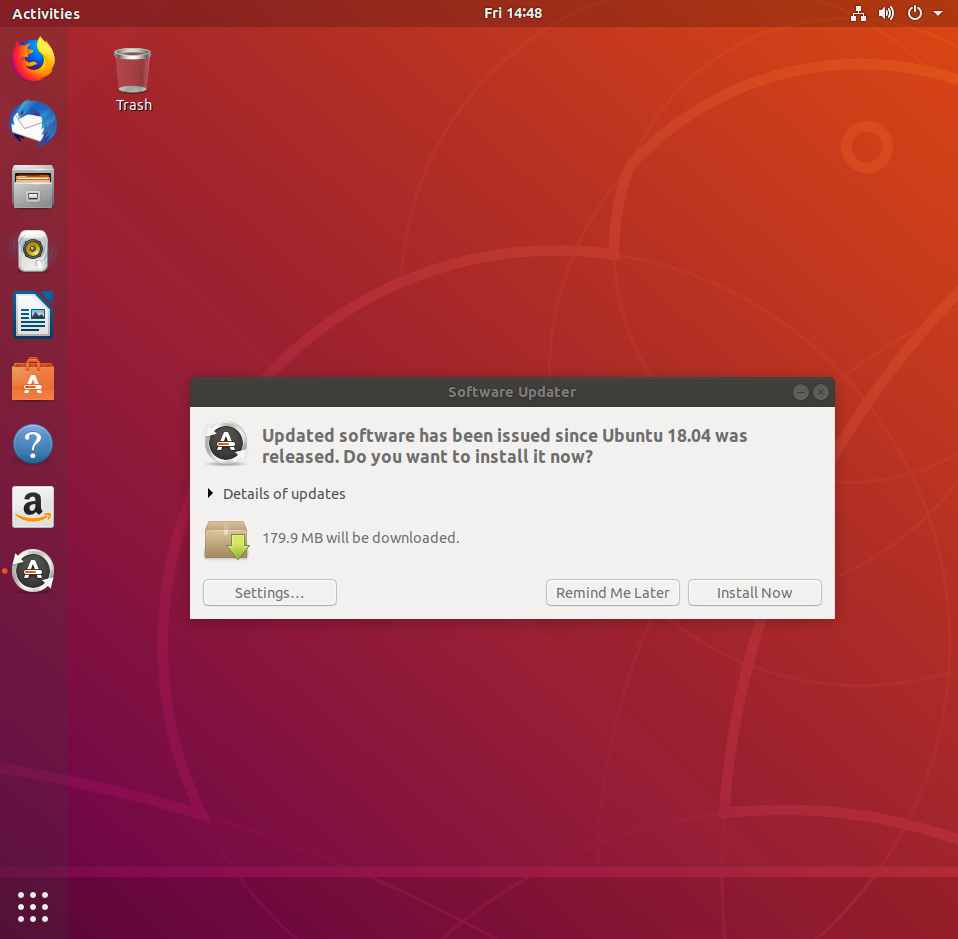 Activities
Fri 14:48
Trash
Software Updater
Updated software has been issued since Ubuntu 18.04 was
released. Do you want to install it now?
Details of updates
179.9 MB will be downloaded.
Settings…
Remind Me Later
Install Now